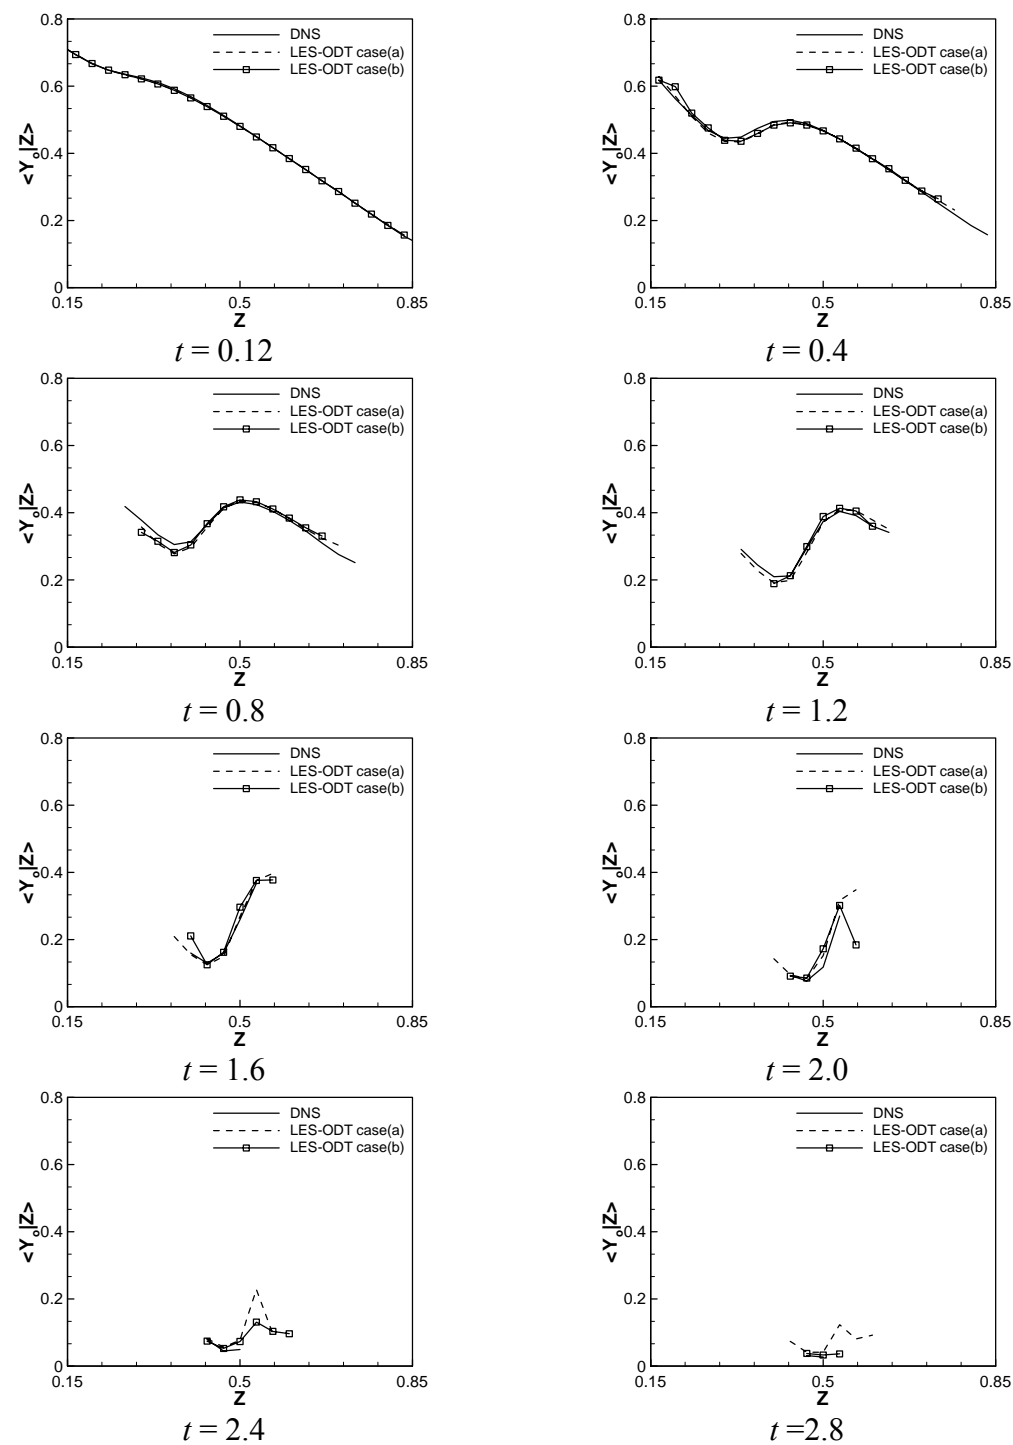 0.8
0.6
0.4
0.2
0
<Yₒ|Z>
DNS
LES-ODT case(a)
LES-ODT case(b)
0.15
0.5
0.85
Z
t = 0.12
0.8
0.6
0.4
0.2
0
<Yₒ|Z>
DNS
LES-ODT case(a)
LES-ODT case(b)
0.15
0.5
0.85
Z
t = 0.4
0.8
0.6
0.4
0.2
0
<Yₒ|Z>
DNS
LES-ODT case(a)
LES-ODT case(b)
0.15
0.5
0.85
Z
t = 0.8
0.8
0.6
0.4
0.2
0
<Yₒ|Z>
DNS
LES-ODT case(a)
LES-ODT case(b)
0.15
0.5
0.85
Z
t = 1.2
0.8
0.6
0.4
0.2
0
<Yₒ|Z>
DNS
LES-ODT case(a)
LES-ODT case(b)
0.15
0.5
0.85
Z
t = 1.6
0.8
0.6
0.4
0.2
0
<Yₒ|Z>
DNS
LES-ODT case(a)
LES-ODT case(b)
0.15
0.5
0.85
Z
t = 2.0
0.8
0.6
0.4
0.2
0
<Yₒ|Z>
DNS
LES-ODT case(a)
LES-ODT case(b)
0.15
0.5
0.85
Z
t = 2.4
0.8
0.6
0.4
0.2
0
<Yₒ|Z>
DNS
LES-ODT case(a)
LES-ODT case(b)
0.15
0.5
0.85
Z
t =2.8